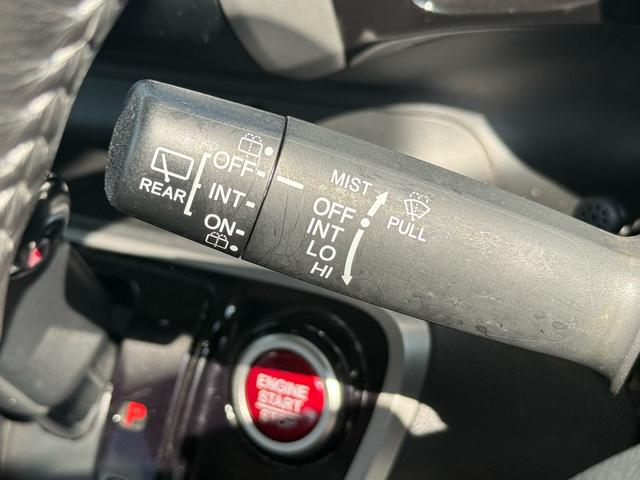 REAR
OFF
INT
ON
MIST
OFF
INT
LO
HI
PULL
ENGINE
START
STOP
P